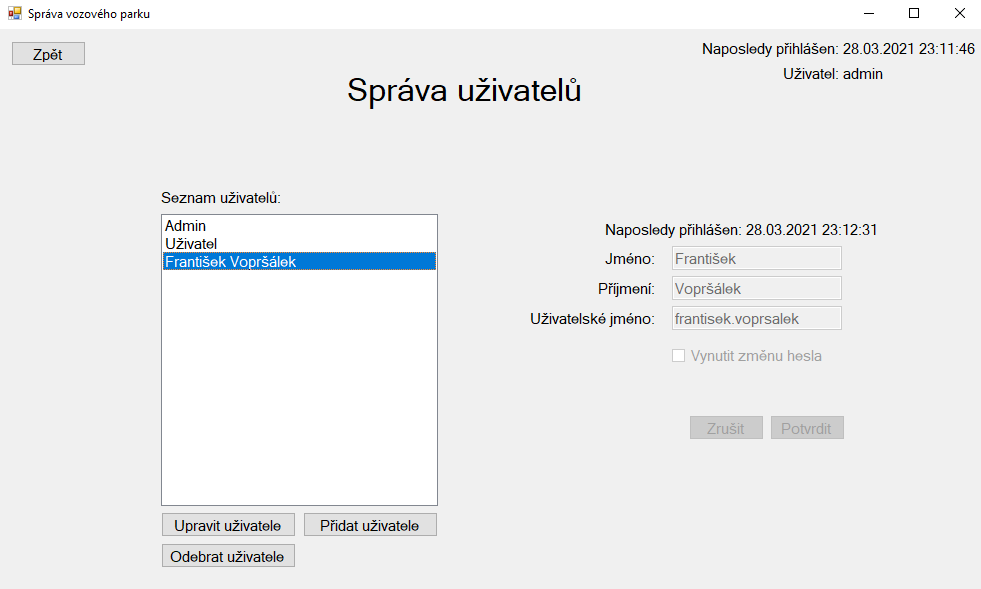 Správa vozového parku
Zpět
Naposledy přihlášen: 28.03.2021 23:11:46
Uživatel: admin
Správa uživatelů
Seznam uživatelů:
Admin
Uživatel
František Vopršálek
Naposledy přihlášen: 28.03.2021 23:12:31
Jméno: František
Příjmení: Vopršálek
Uživatelské jméno: frantisek.voprsalek
Vynutit změnu hesla
Zrušit Potvrdit
Upravit uživatele Přidat uživatele
Odebrat uživatele